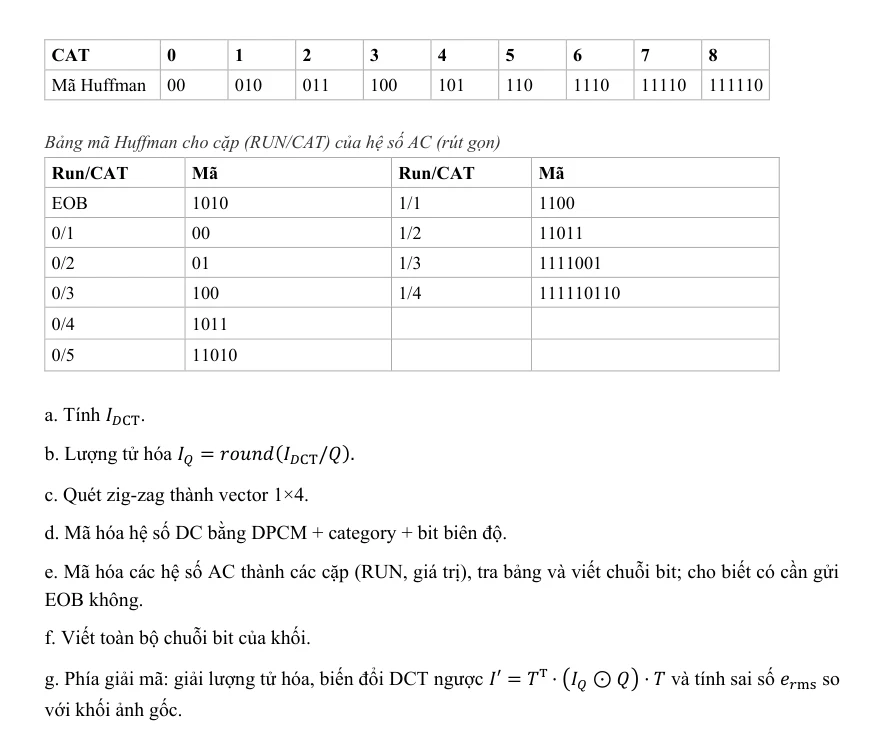 CAT 0 1 2 3 4 5 6 7 8
Mã Huffman 00 010 011 100 101 110 1110 11110 111110
Bảng mã Huffman cho cặp (RUN/CAT) của hệ số AC (rút gọn)
Run/CAT Mã Run/CAT Mã
EOB 1010 1/1 1100
0/1 00 1/2 11011
0/2 01 1/3 1111001
0/3 100 1/4 111110110
0/4 1011
0/5 11010
a. Tính I_DCT.
b. Lượng tử hóa I_Q = round(I_DCT/Q).
c. Quét zig-zag thành vector 1×4.
d. Mã hóa hệ số DC bằng DPCM + category + bit biên độ.
e. Mã hóa các hệ số AC thành các cặp (RUN, giá trị), tra bảng và viết chuỗi bit; cho biết có cần gửi
EOB không.
f. Viết toàn bộ chuỗi bit của khối.
g. Phía giải mã: giải lượng tử hóa, biến đổi DCT ngược I′ = T^T · (I_Q ⊙ Q) · T và tính sai số e_rms so
với khối ảnh gốc.